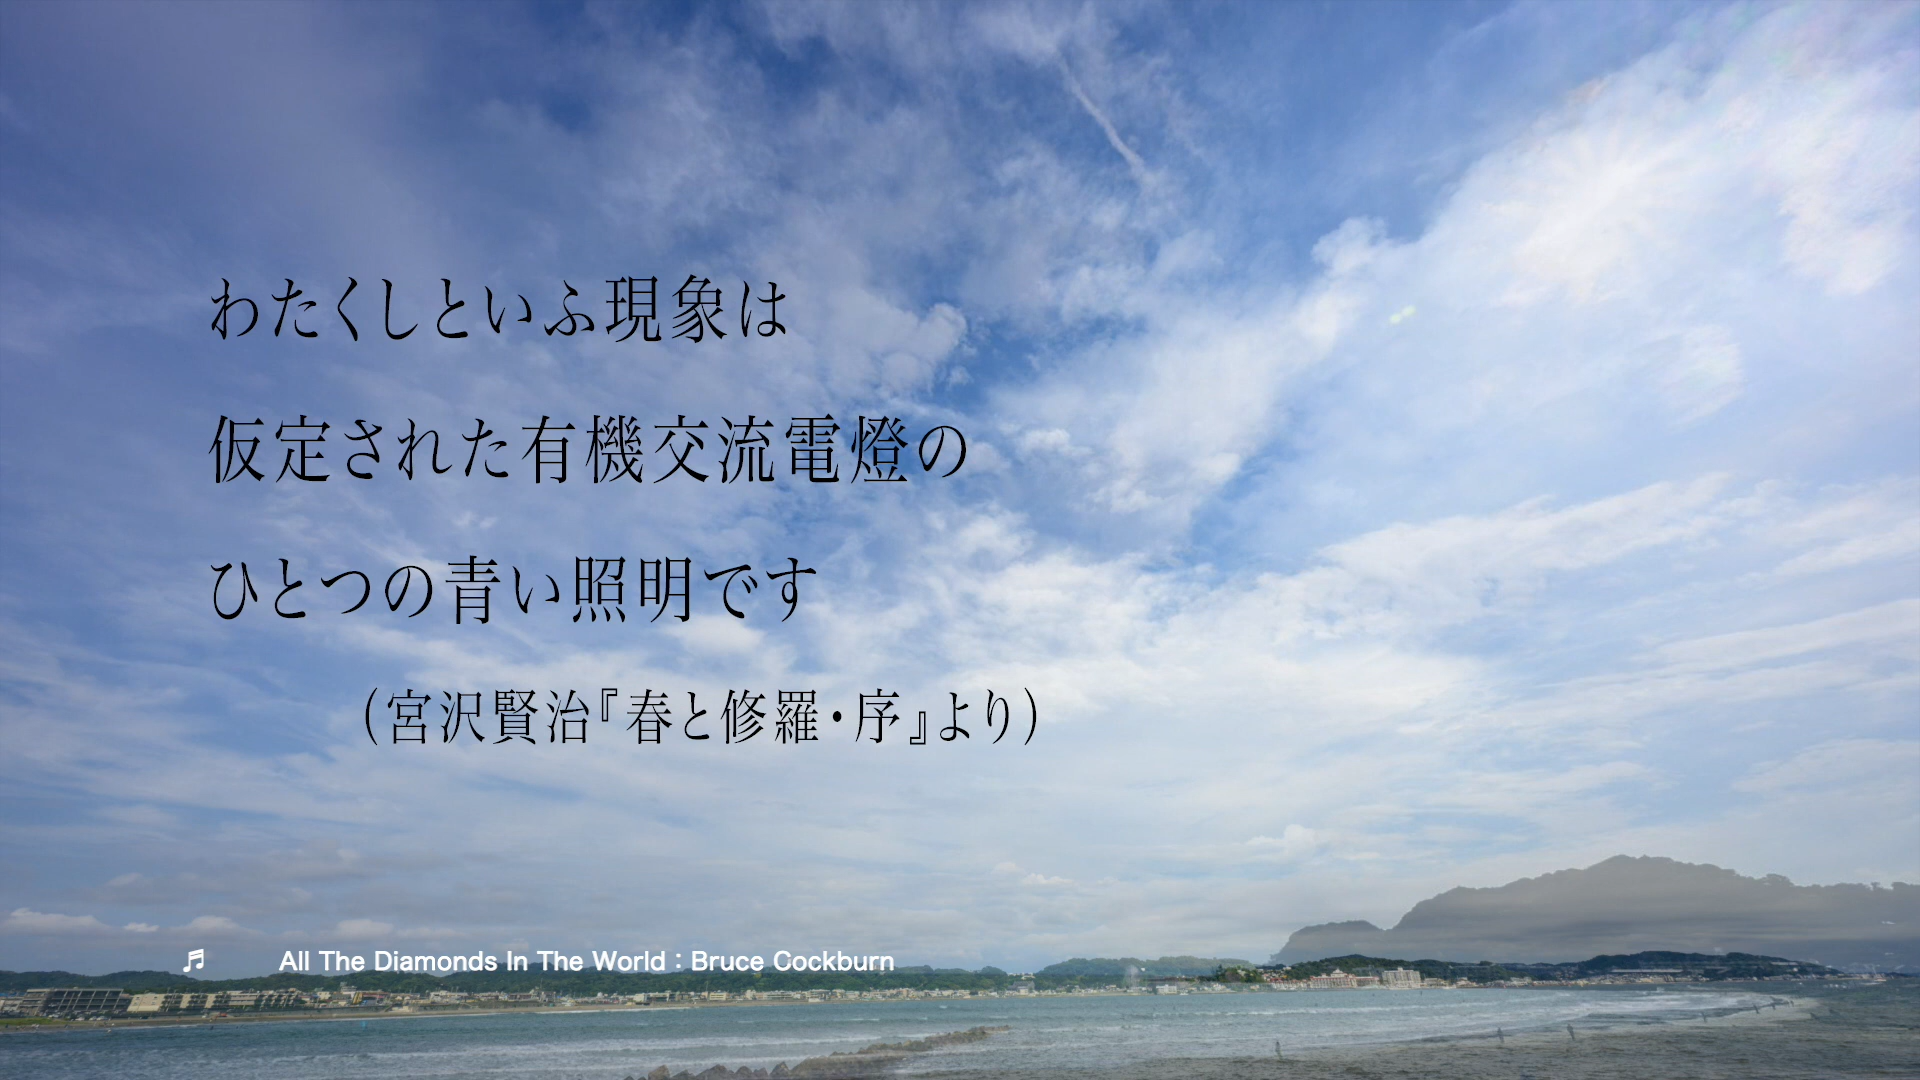 わたくしといふ現象は
仮定された有機交流電燈の
ひとつの青い照明です
(宮沢賢治『春と修羅・序』より)
♬ All The Diamonds In The World : Bruce Cockburn